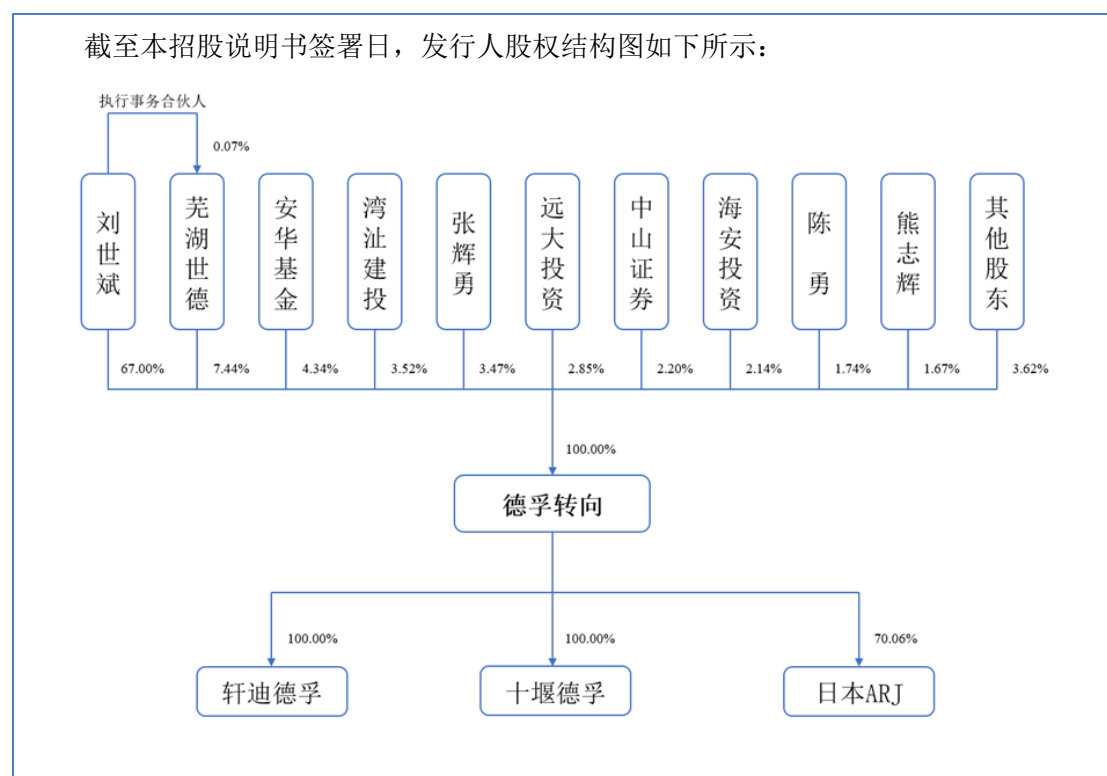 截至本招股说明书签署日，发行人股权结构图如下所示：
执行事务合伙人
0.07%
刘世斌
芜湖世德
安华基金
湾沚建投
张辉勇
远大投资
中山证券
海安投资
陈勇
熊志辉
其他股东
67.00%
7.44%
4.34%
3.52%
3.47%
2.85%
2.20%
2.14%
1.74%
1.67%
3.62%
100.00%
德孚转向
100.00%
100.00%
70.06%
轩迪德孚
十堰德孚
日本ARJ